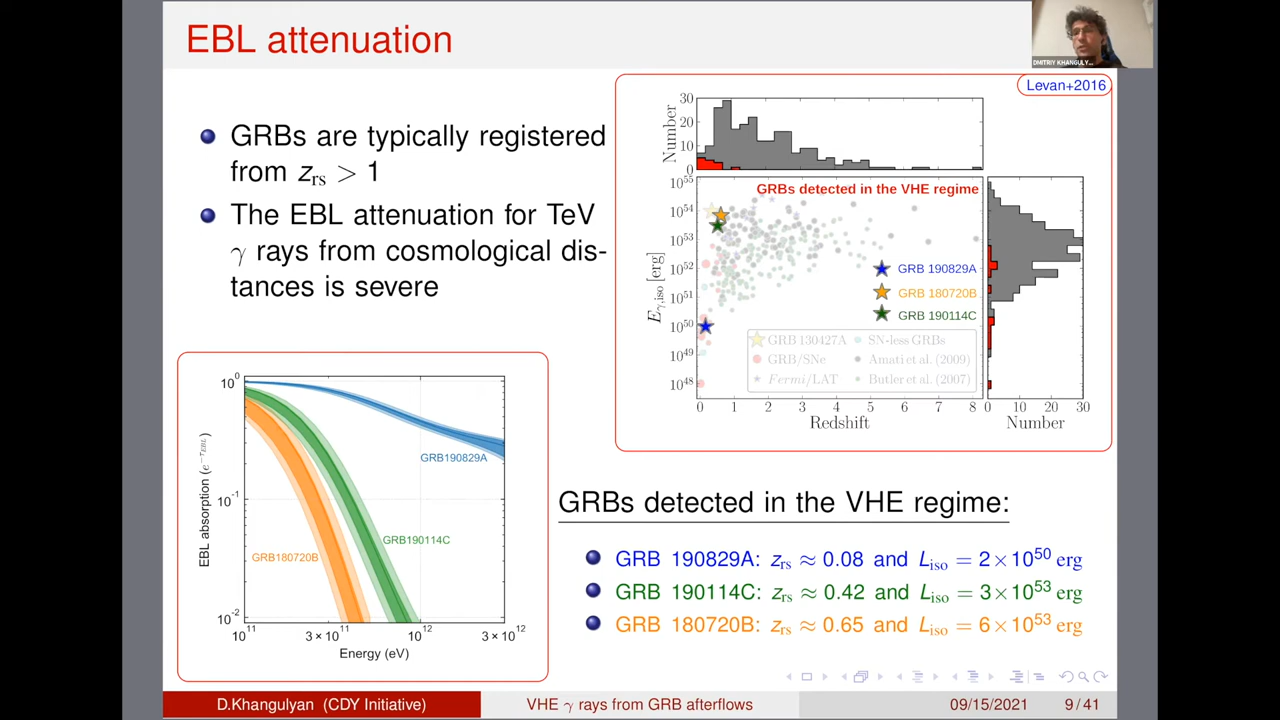 EBL attenuation
DMITRIY KHANGULY...
GRBs are typically registered
from z_rs > 1
The EBL attenuation for TeV
γ rays from cosmological dis-
tances is severe
Levan+2016
30
20
10
0
Number
10^55
10^54
10^53
10^52
10^51
10^50
10^49
10^48
E_γ,iso [erg]
GRBs detected in the VHE regime
GRB 190829A
GRB 180720B
GRB 190114C
GRB 130427A
SN-less GRBs
GRB/SNe
Amati et al. (2009)
Fermi/LAT
Butler et al. (2007)
0 1 2 3 4 5 6 7 8
Redshift
0 10 20 30
Number
10^0
10^-1
10^-2
EBL absorption (e^-τ_EBL)
GRB190829A
GRB190114C
GRB180720B
10^11 3 × 10^11 10^12 3 × 10^12
Energy (eV)
GRBs detected in the VHE regime:
GRB 190829A: z_rs ≈ 0.08 and L_iso = 2×10^50 erg
GRB 190114C: z_rs ≈ 0.42 and L_iso = 3×10^53 erg
GRB 180720B: z_rs ≈ 0.65 and L_iso = 6×10^53 erg
D.Khangulyan (CDY Initiative)
VHE γ rays from GRB afterflows
09/15/2021
9 / 41